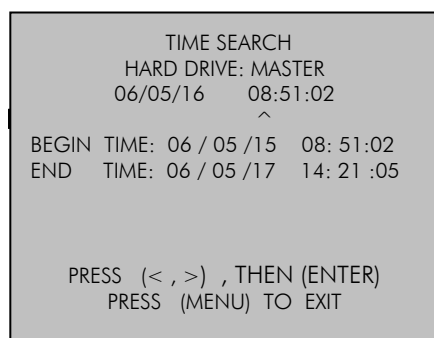 TIME SEARCH
HARD DRIVE: MASTER
06/05/16 08:51:02
^
BEGIN TIME: 06 / 05 /15 08: 51:02
END TIME: 06 / 05 /17 14: 21 :05
PRESS (< , >) , THEN (ENTER)
PRESS (MENU) TO EXIT